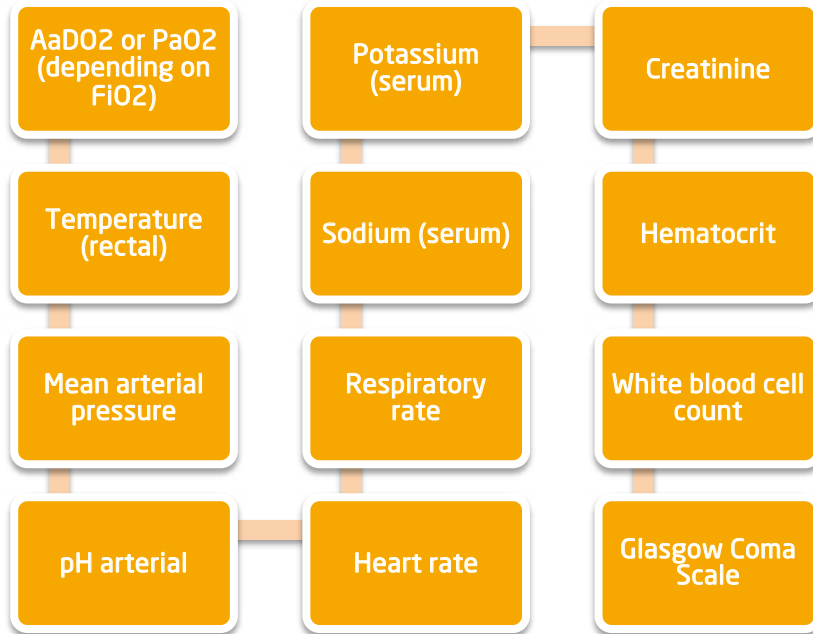 AaDO2 or PaO2
(depending on
FiO2)
Temperature
(rectal)
Mean arterial
pressure
pH arterial
Heart rate
Respiratory
rate
Sodium (serum)
Potassium
(serum)
Creatinine
Hematocrit
White blood cell
count
Glasgow Coma
Scale